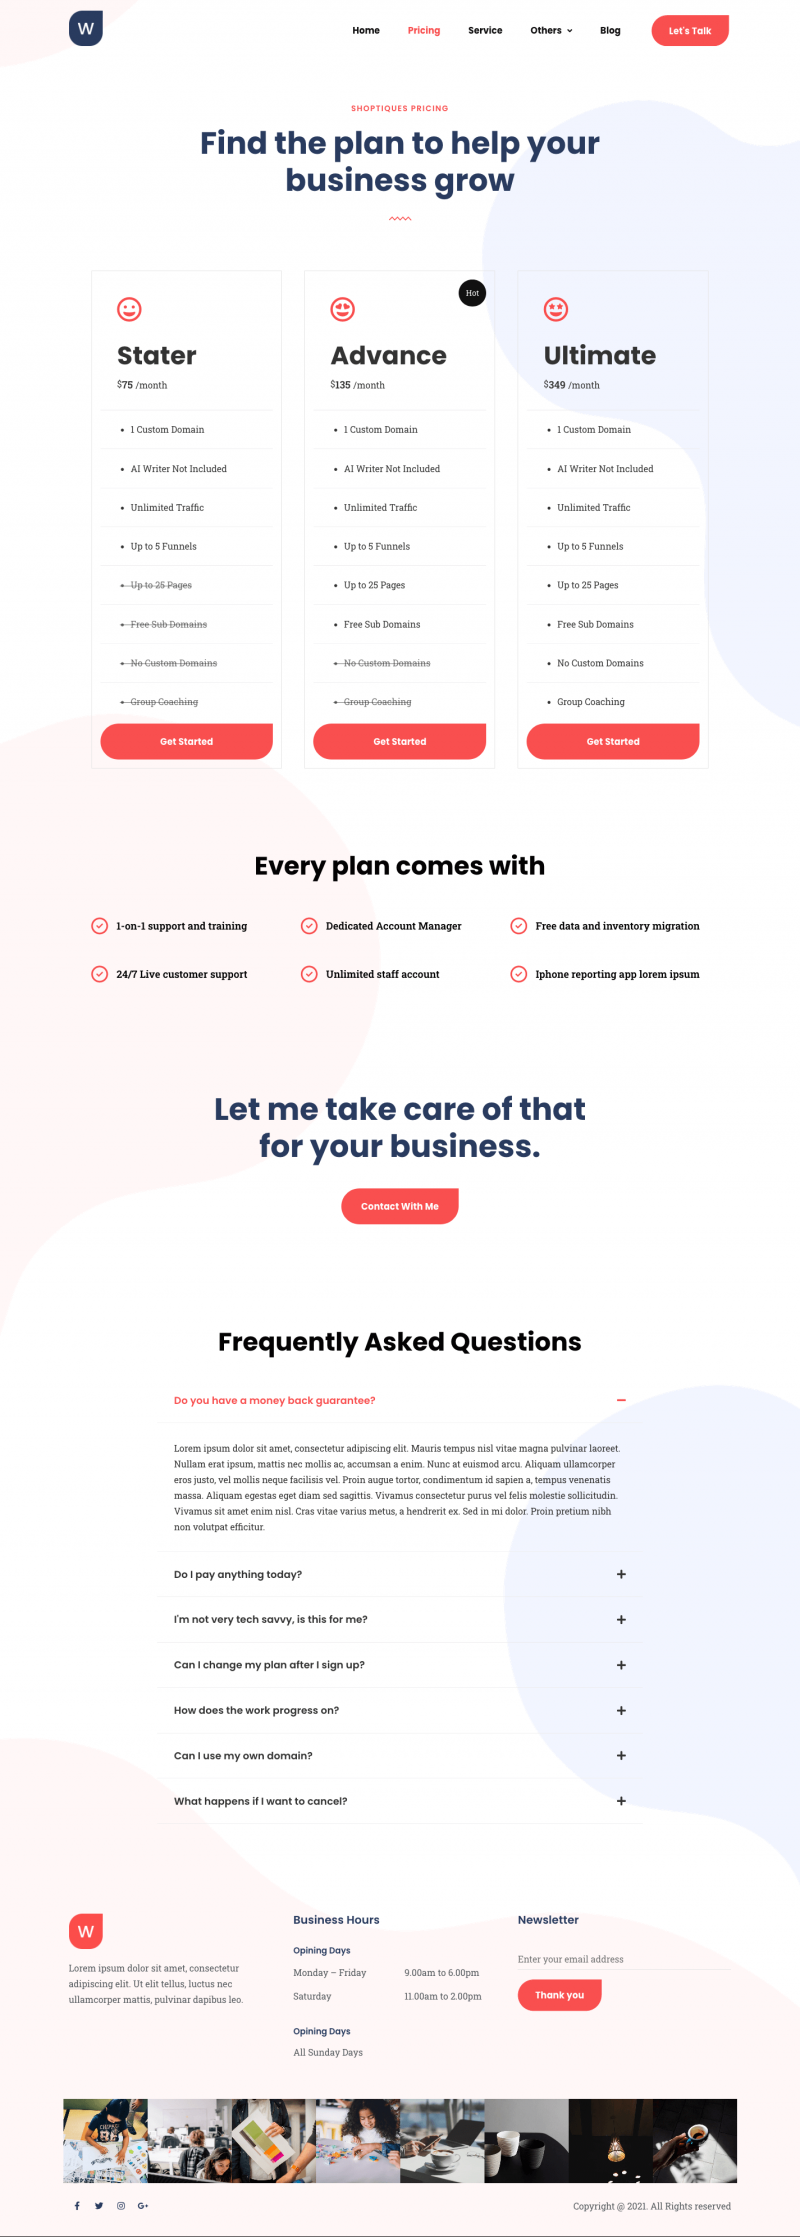 W
Home Pricing Service Others Blog Let's Talk
SHOPTIQUES PRICING
Find the plan to help your
business grow
Stater
$75 /month
1 Custom Domain
AI Writer Not Included
Unlimited Traffic
Up to 5 Funnels
Up to 25 Pages
Free Sub Domains
No Custom Domains
Group Coaching
Get Started
Hot
Advance
$135 /month
1 Custom Domain
AI Writer Not Included
Unlimited Traffic
Up to 5 Funnels
Up to 25 Pages
Free Sub Domains
No Custom Domains
Group Coaching
Get Started
Ultimate
$349 /month
1 Custom Domain
AI Writer Not Included
Unlimited Traffic
Up to 5 Funnels
Up to 25 Pages
Free Sub Domains
No Custom Domains
Group Coaching
Get Started
Every plan comes with
1-on-1 support and training
Dedicated Account Manager
Free data and inventory migration
24/7 Live customer support
Unlimited staff account
Iphone reporting app lorem ipsum
Let me take care of that
for your business.
Contact With Me
Frequently Asked Questions
Do you have a money back guarantee?
Lorem ipsum dolor sit amet, consectetur adipiscing elit. Mauris tempus nisl vitae magna pulvinar laoreet.
Nullam erat ipsum, mattis nec mollis ac, accumsan a enim. Nunc at euismod arcu. Aliquam ullamcorper
eros justo, vel mollis neque facilisis vel. Proin augue tortor, condimentum id sapien a, tempus venenatis
massa. Aliquam egestas eget diam sed sagittis. Vivamus consectetur purus vel felis molestie sollicitudin.
Vivamus sit amet enim nisl. Cras vitae varius metus, a hendrerit ex. Sed in mi dolor. Proin pretium nibh
non volutpat efficitur.
Do I pay anything today?
I'm not very tech savvy, is this for me?
Can I change my plan after I sign up?
How does the work progress on?
Can I use my own domain?
What happens if I want to cancel?
W
Lorem ipsum dolor sit amet, consectetur
adipiscing elit. Ut elit tellus, luctus nec
ullamcorper mattis, pulvinar dapibus leo.
Business Hours
Opining Days
Monday – Friday 9.00am to 6.00pm
Saturday 11.00am to 2.00pm
Opining Days
All Sunday Days
Newsletter
Enter your email address
Thank you
Copyright @ 2021. All Rights reserved